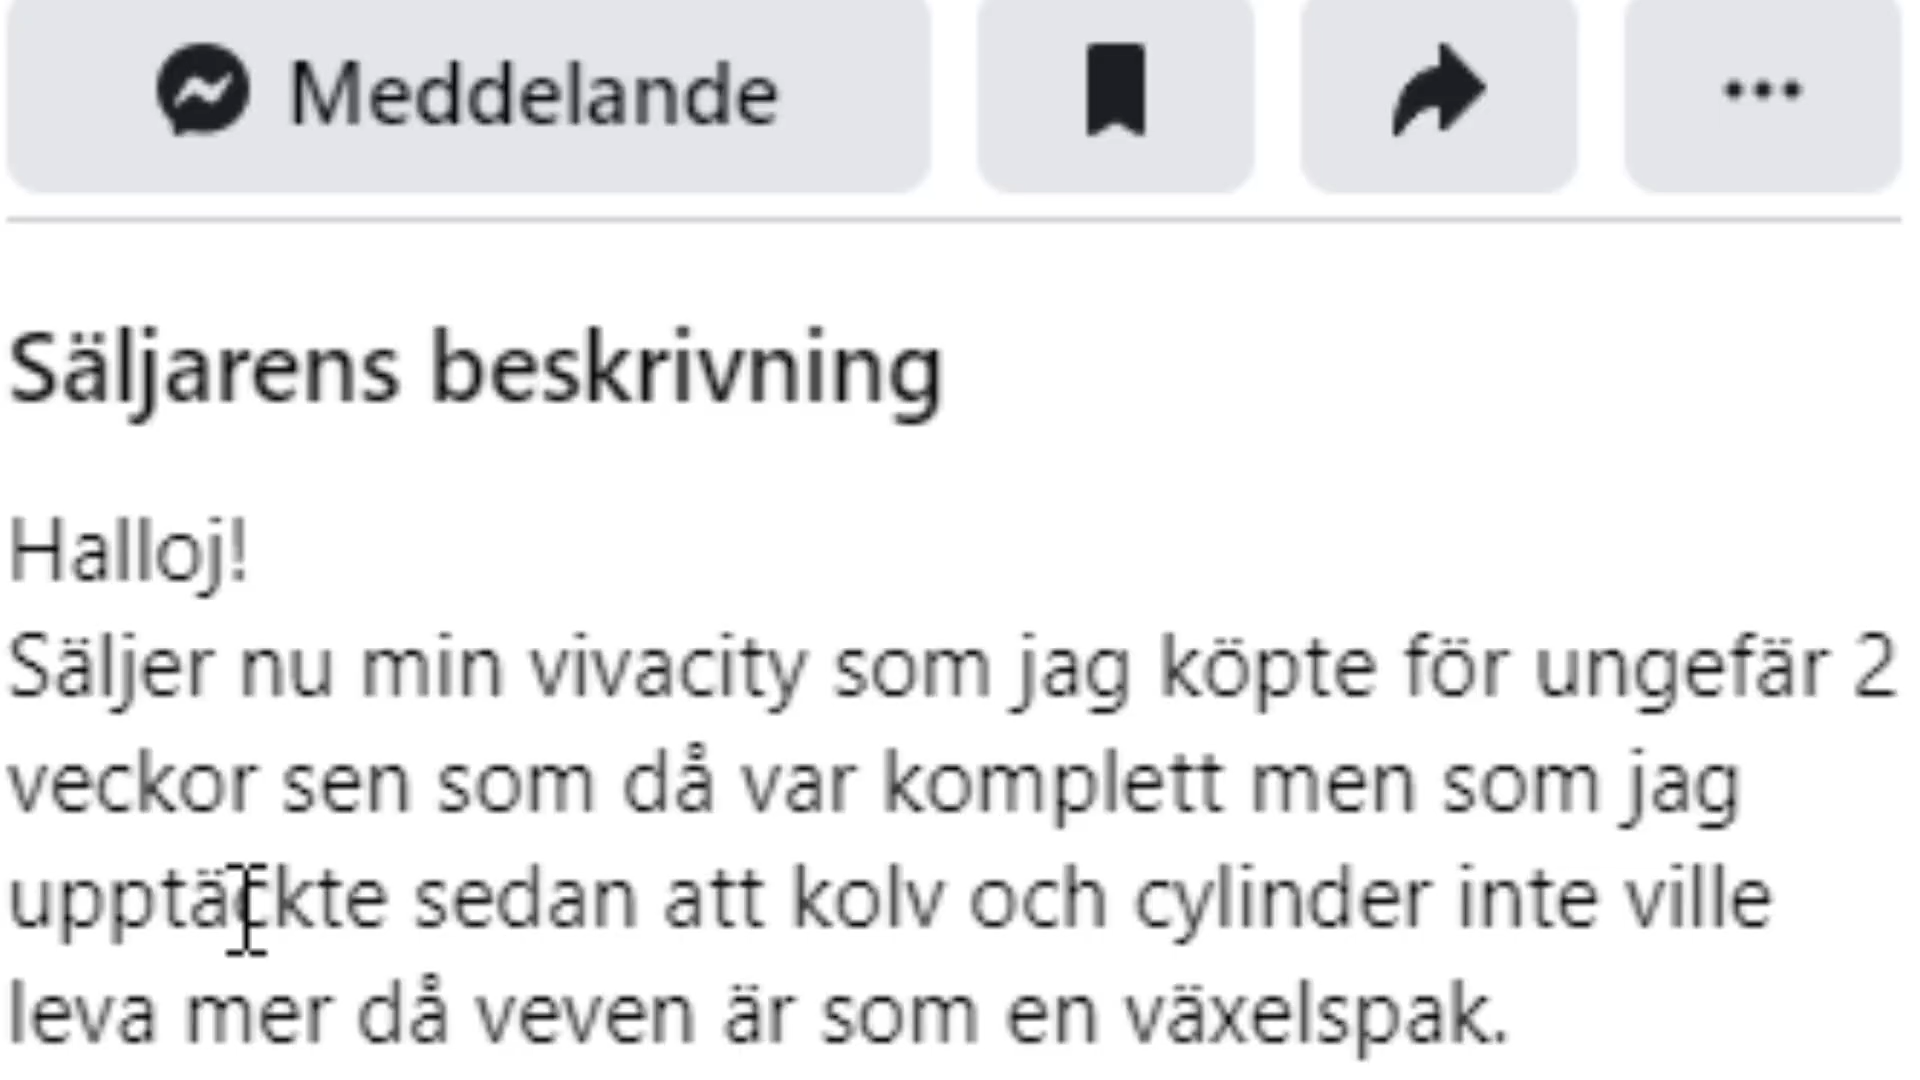 Meddelande
Säljarens beskrivning
Halloj!
Säljer nu min vivacity som jag köpte för ungefär 2
veckor sen som då var komplett men som jag
upptäckte sedan att kolv och cylinder inte ville
leva mer då veven är som en växelspak.